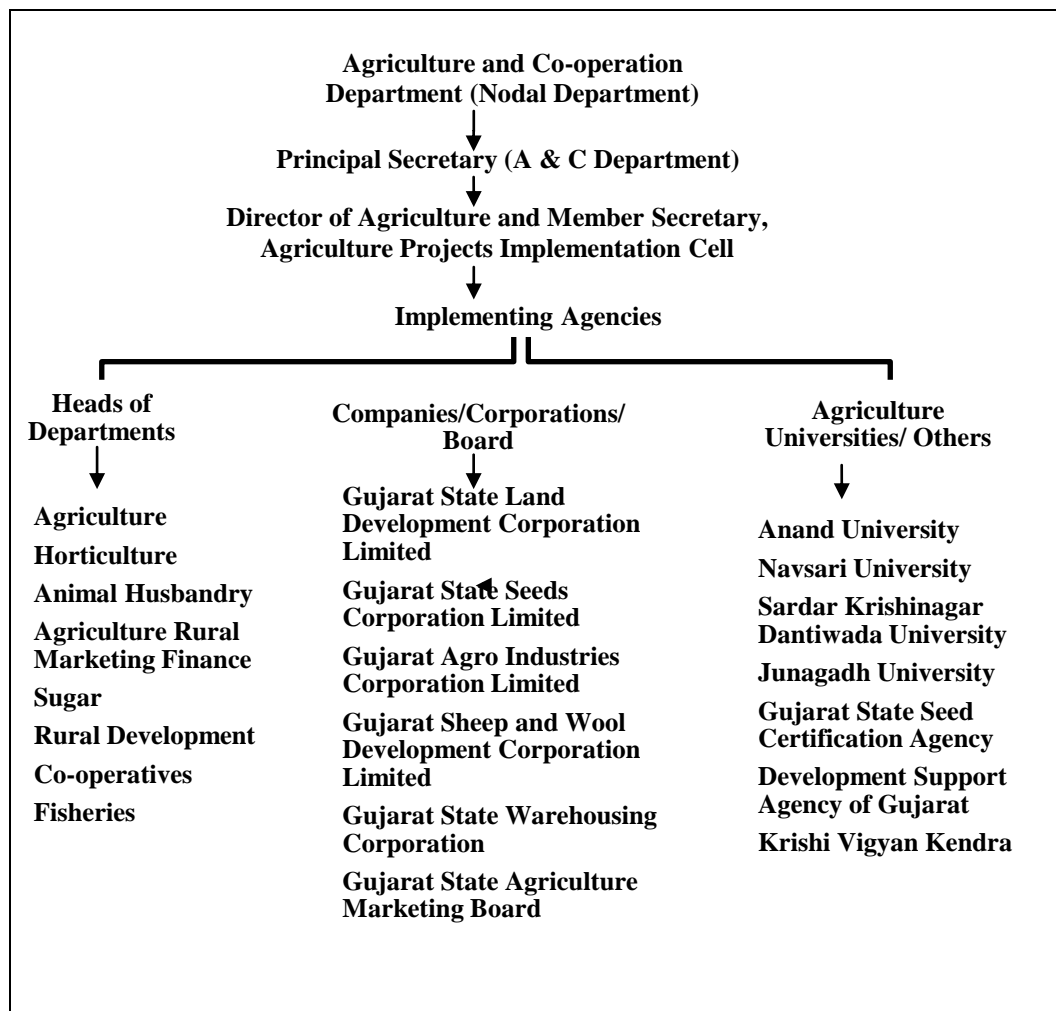 Agriculture and Co-operation
Department (Nodal Department)
Principal Secretary (A & C Department)
Director of Agriculture and Member Secretary,
Agriculture Projects Implementation Cell
Implementing Agencies
Heads of
Departments
Agriculture
Horticulture
Animal Husbandry
Agriculture Rural
Marketing Finance
Sugar
Rural Development
Co-operatives
Fisheries
Companies/Corporations/
Board
Gujarat State Land
Development Corporation
Limited
Gujarat State Seeds
Corporation Limited
Gujarat Agro Industries
Corporation Limited
Gujarat Sheep and Wool
Development Corporation
Limited
Gujarat State Warehousing
Corporation
Gujarat State Agriculture
Marketing Board
Agriculture
Universities/ Others
Anand University
Navsari University
Sardar Krishinagar
Dantiwada University
Junagadh University
Gujarat State Seed
Certification Agency
Development Support
Agency of Gujarat
Krishi Vigyan Kendra